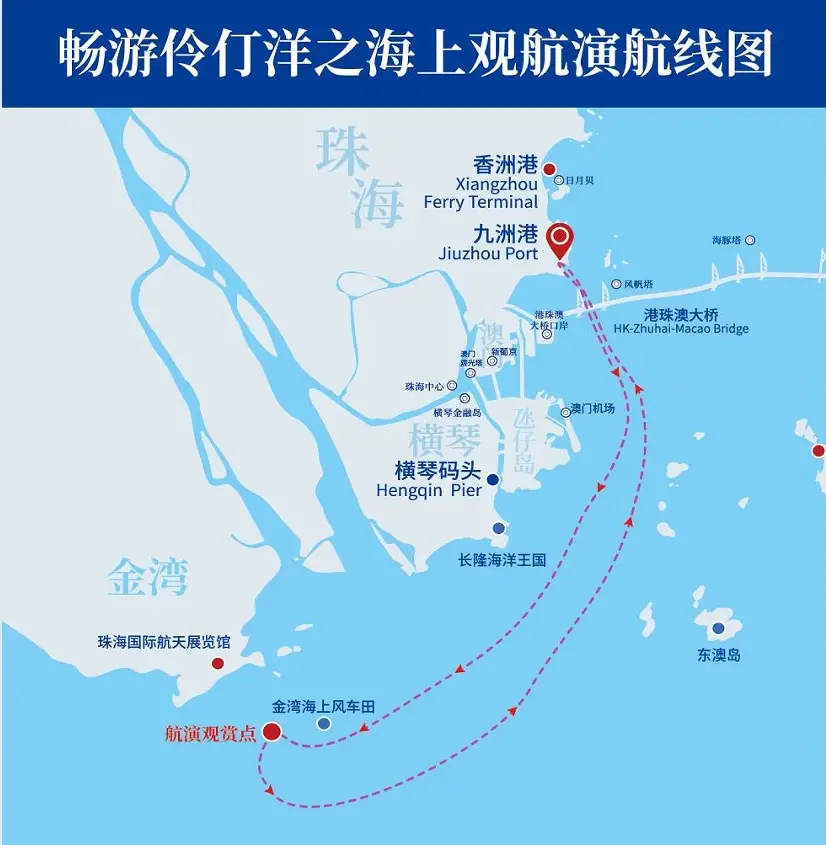 畅游伶仃洋之海上观航演航线图
珠
海
香洲港
Xiangzhou
Ferry Terminal
日月贝
九洲港
Jiuzhou Port
海豚塔
风帆塔
港珠澳大桥
HK-Zhuhai-Macao Bridge
港珠澳
大桥口岸
澳
门
澳门
观光塔
新葡京
珠海中心
横琴金融岛
澳门机场
氹
仔
岛
横琴
横琴码头
Hengqin Pier
长隆海洋王国
金湾
珠海国际航天展览馆
东澳岛
金湾海上风车田
航演观赏点